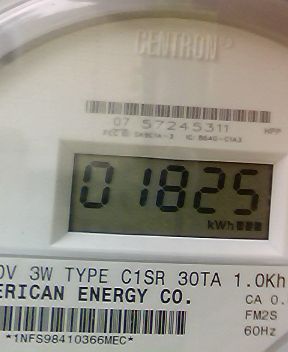 CENTRON
07 57245311 HPP
01825
kWh
0V 3W TYPE C1SR 30TA 1.0Kh
ERICAN ENERGY CO.
CA 0.
FM2S
*1NFS98410366MEC*
60Hz